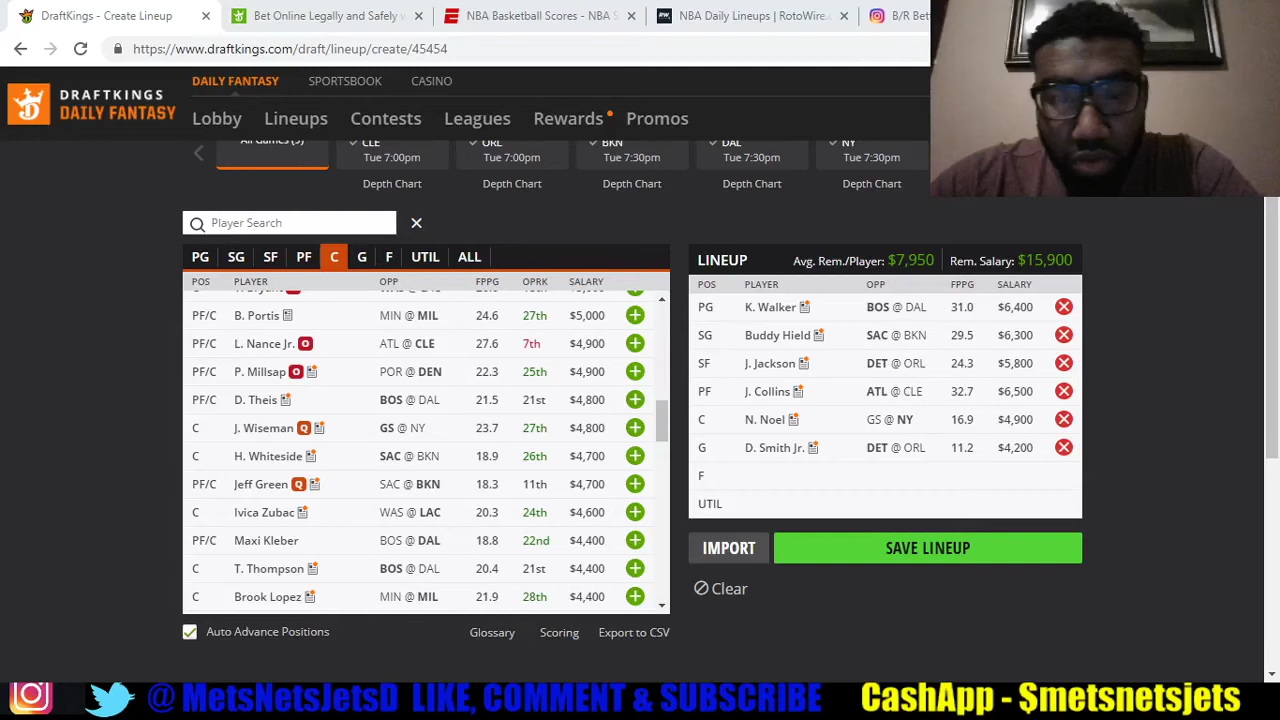 DraftKings - Create Lineup
Bet Online Legally and Safely
NBA Basketball Scores - NBA S
NBA Daily Lineups | RotoWire.c
B/R Bet
https://www.draftkings.com/draft/lineup/create/45454
DAILY FANTASY SPORTSBOOK CASINO
DRAFTKINGS
DAILY FANTASY
Lobby Lineups Contests Leagues Rewards Promos
CLE ORL BKN DAL NY
Tue 7:00pm Tue 7:00pm Tue 7:30pm Tue 7:30pm Tue 7:30pm
Depth Chart Depth Chart Depth Chart Depth Chart Depth Chart
Player Search
PG SG SF PF C G F UTIL ALL
POS PLAYER OPP FPPG OPRK SALARY
PF/C B. Portis MIN @ MIL 24.6 27th $5,000
PF/C L. Nance Jr. O ATL @ CLE 27.6 7th $4,900
PF/C P. Millsap O POR @ DEN 22.3 25th $4,900
PF/C D. Theis BOS @ DAL 21.5 21st $4,800
C J. Wiseman Q GS @ NY 23.7 27th $4,800
C H. Whiteside SAC @ BKN 18.9 26th $4,700
PF/C Jeff Green Q SAC @ BKN 18.3 11th $4,700
C Ivica Zubac WAS @ LAC 20.3 24th $4,600
PF/C Maxi Kleber BOS @ DAL 18.8 22nd $4,400
C T. Thompson BOS @ DAL 20.4 21st $4,400
C Brook Lopez MIN @ MIL 21.9 28th $4,400
Auto Advance Positions Glossary Scoring Export to CSV
LINEUP Avg. Rem./Player: $7,950 Rem. Salary: $15,900
POS PLAYER OPP FPPG SALARY
PG K. Walker BOS @ DAL 31.0 $6,400
SG Buddy Hield SAC @ BKN 29.5 $6,300
SF J. Jackson DET @ ORL 24.3 $5,800
PF J. Collins ATL @ CLE 32.7 $6,500
C N. Noel GS @ NY 16.9 $4,900
G D. Smith Jr. DET @ ORL 11.2 $4,200
F
UTIL
IMPORT SAVE LINEUP
Clear
@MetsNetsJetsD LIKE, COMMENT & SUBSCRIBE CashApp - $metsnetsjets